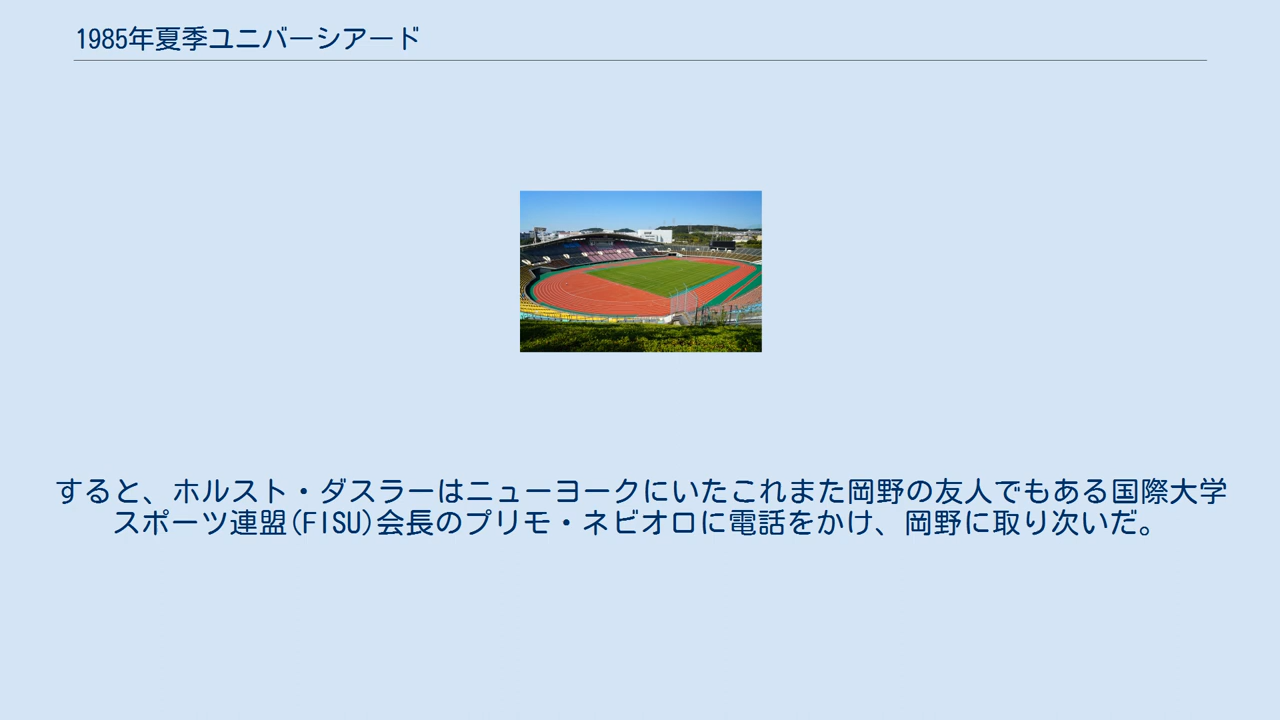 1985年夏季ユニバーシアード
すると、ホルスト・ダスラーはニューヨークにいたこれまた岡野の友人でもある国際大学
スポーツ連盟(FISU)会長のプリモ・ネビオロに電話をかけ、岡野に取り次いだ。